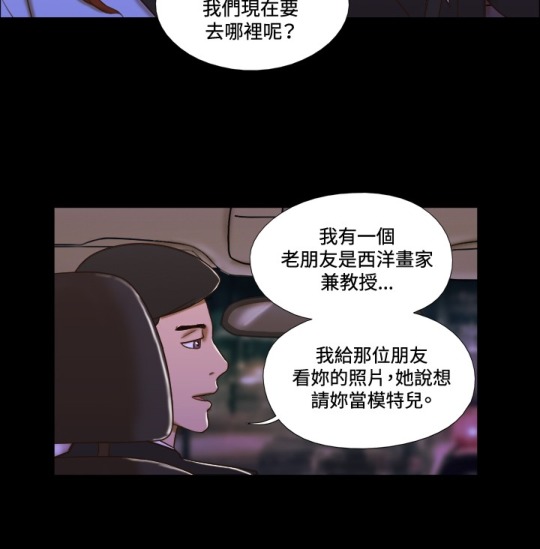 我們現在要
去哪裡呢？
我有一個
老朋友是西洋畫家
兼教授...
我給那位朋友
看妳的照片，她說想
請妳當模特兒。